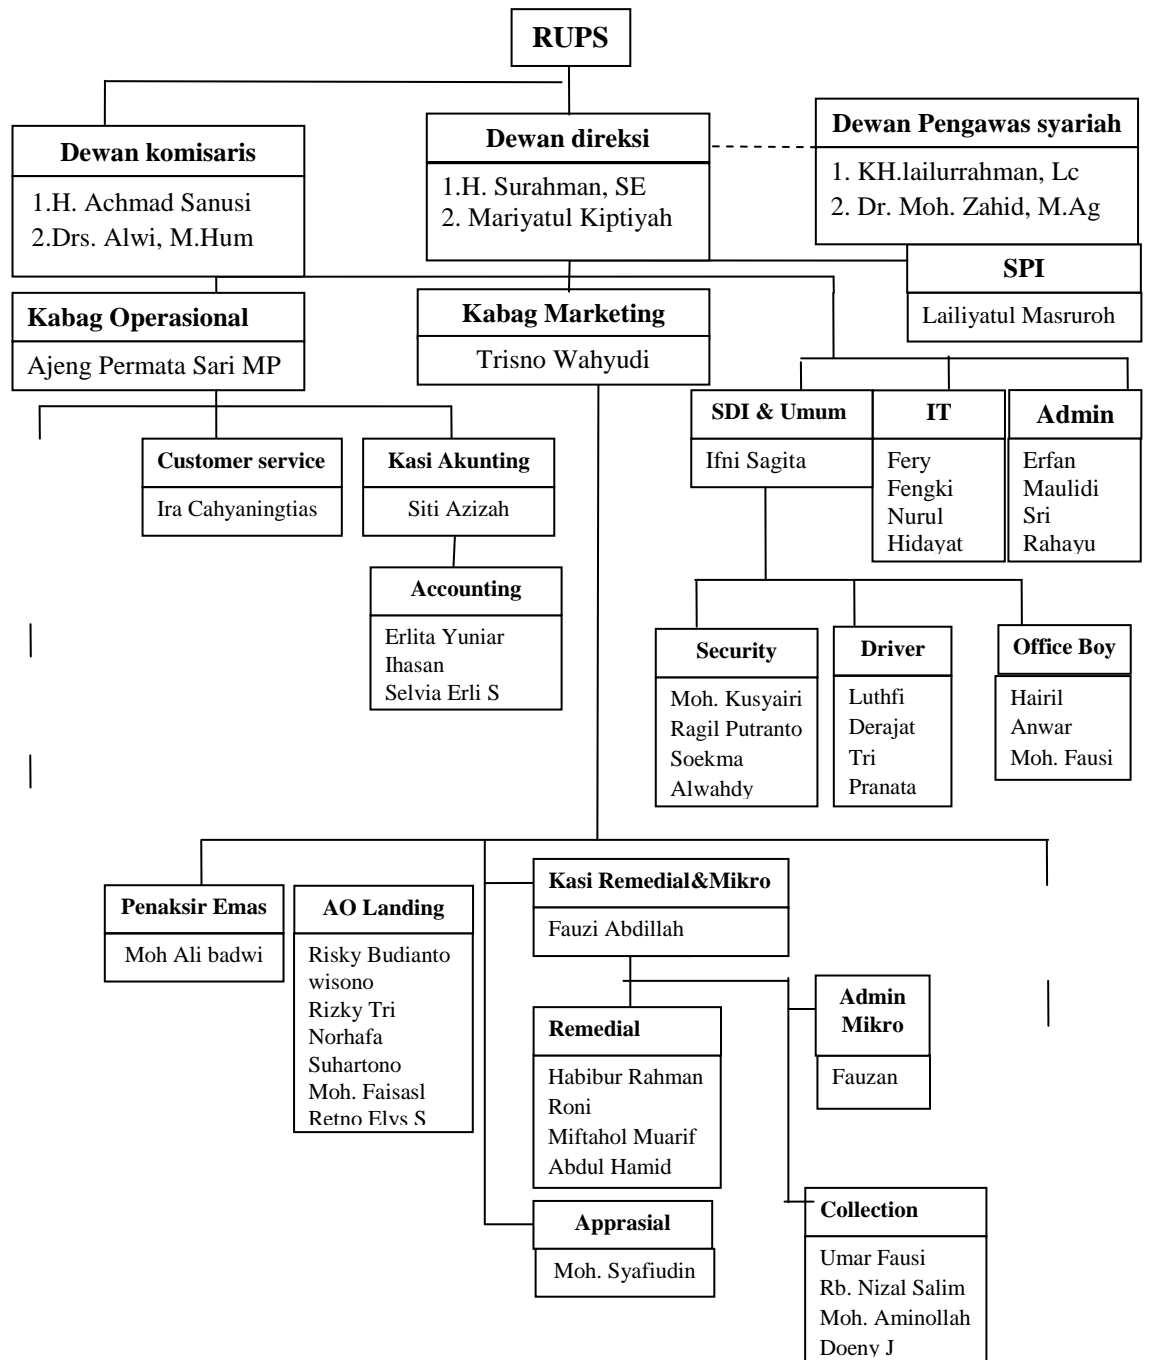 RUPS
Dewan komisaris
1.H. Achmad Sanusi
2.Drs. Alwi, M.Hum
Dewan direksi
1.H. Surahman, SE
2. Mariyatul Kiptiyah
Dewan Pengawas syariah
1. KH.lailurrahman, Lc
2. Dr. Moh. Zahid, M.Ag
SPI
Lailiyatul Masruroh
Kabag Operasional
Ajeng Permata Sari MP
Kabag Marketing
Trisno Wahyudi
SDI & Umum
Ifni Sagita
IT
Fery
Fengki
Nurul
Hidayat
Admin
Erfan
Maulidi
Sri
Rahayu
Customer service
Ira Cahyaningtias
Kasi Akunting
Siti Azizah
Accounting
Erlita Yuniar
Ihasan
Selvia Erli S
Security
Moh. Kusyairi
Ragil Putranto
Soekma
Alwahdy
Driver
Luthfi
Derajat
Tri
Pranata
Office Boy
Hairil
Anwar
Moh. Fausi
Penaksir Emas
Moh Ali badwi
AO Landing
Risky Budianto
wisono
Rizky Tri
Norhafa
Suhartono
Moh. Faisasl
Retno Elys S
Kasi Remedial&Mikro
Fauzi Abdillah
Remedial
Habibur Rahman
Roni
Miftahol Muarif
Abdul Hamid
Admin
Mikro
Fauzan
Apprasial
Moh. Syafiudin
Collection
Umar Fausi
Rb. Nizal Salim
Moh. Aminollah
Doeny J